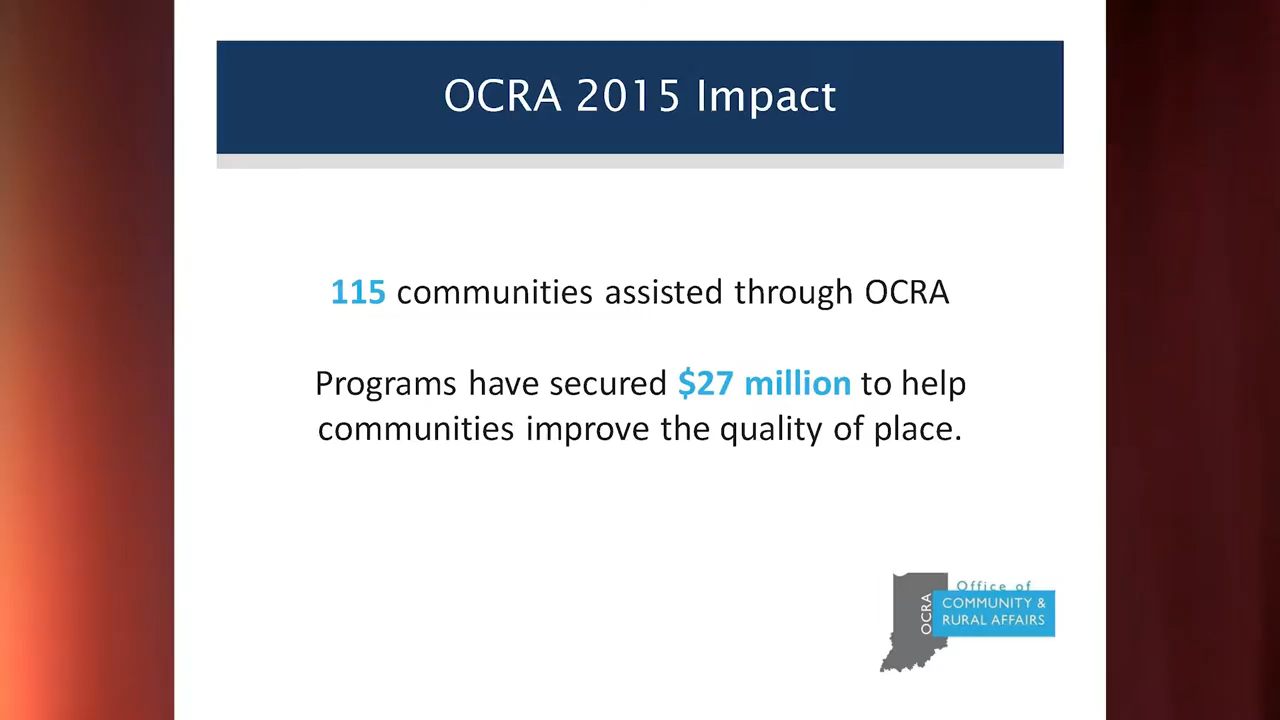 OCRA 2015 Impact
115 communities assisted through OCRA
Programs have secured $27 million to help
communities improve the quality of place.
Office of
COMMUNITY &
RURAL AFFAIRS
OCRA